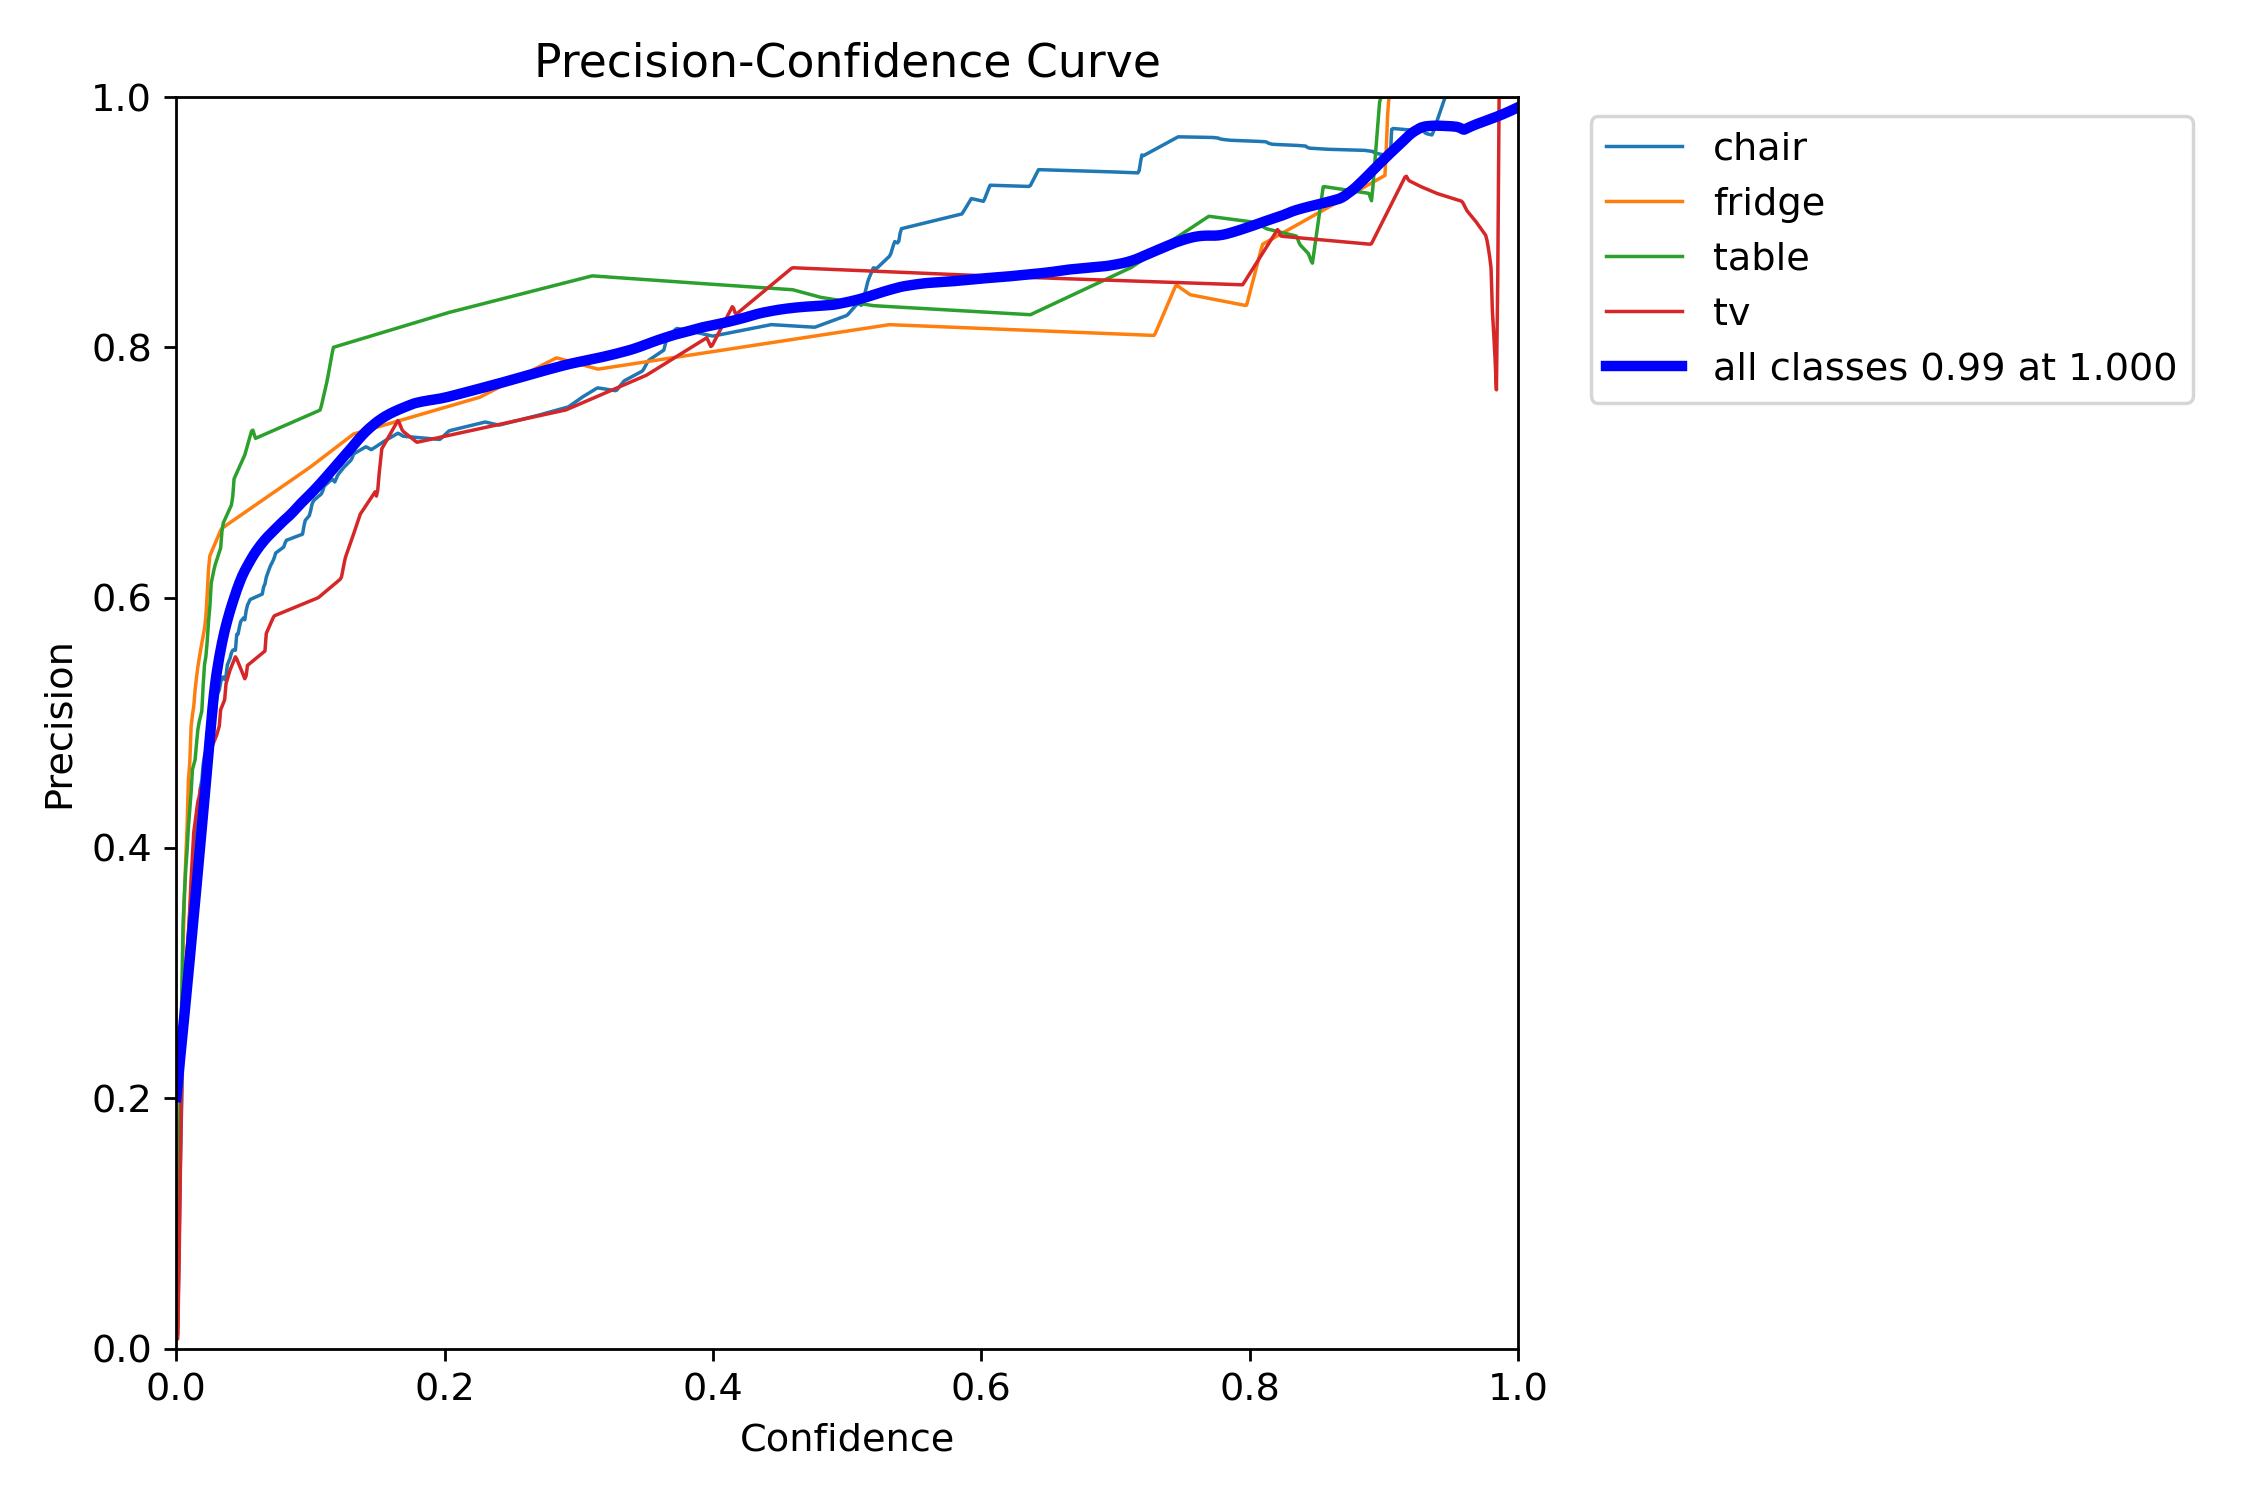 Precision-Confidence Curve
1.0
0.8
0.6
0.4
0.2
0.0
Precision
0.0 0.2 0.4 0.6 0.8 1.0
Confidence
chair
fridge
table
tv
all classes 0.99 at 1.000